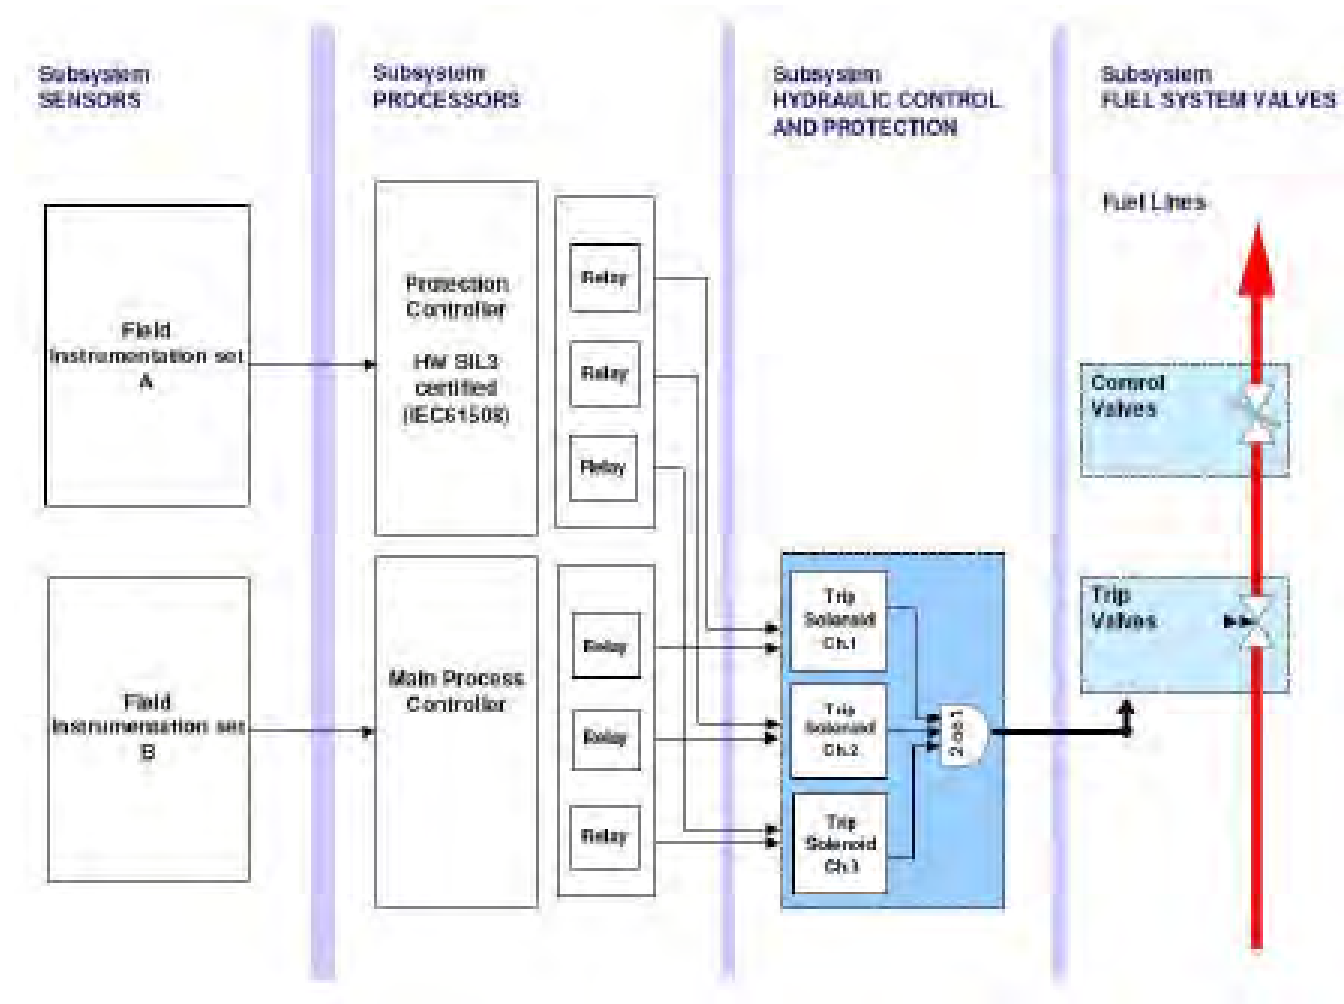 Subsystem
SENSORS
Subsystem
PROCESSORS
Subsystem
HYDRAULIC CONTROL
AND PROTECTION
Subsystem
FUEL SYSTEM VALVES
Fuel Lines
Field
Instrumentation set
A
Protection
Controller
HW SIL3
certified
(IEC61508)
Relay
Relay
Relay
Control
Valves
Field
Instrumentation set
B
Main Process
Controller
Relay
Relay
Relay
Trip
Solenoid
Ch.1
Trip
Solenoid
Ch.2
Trip
Solenoid
Ch.3
Trip
Valves